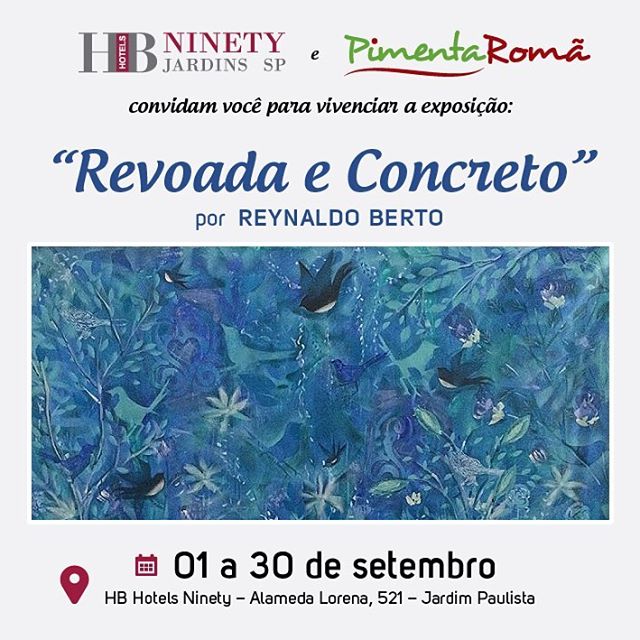 HB HOTELS NINETY JARDINS SP e PimentaRomã
convidam você para vivenciar a exposição:
“Revoada e Concreto”
por REYNALDO BERTO
01 a 30 de setembro
HB Hotels Ninety – Alameda Lorena, 521 – Jardim Paulista